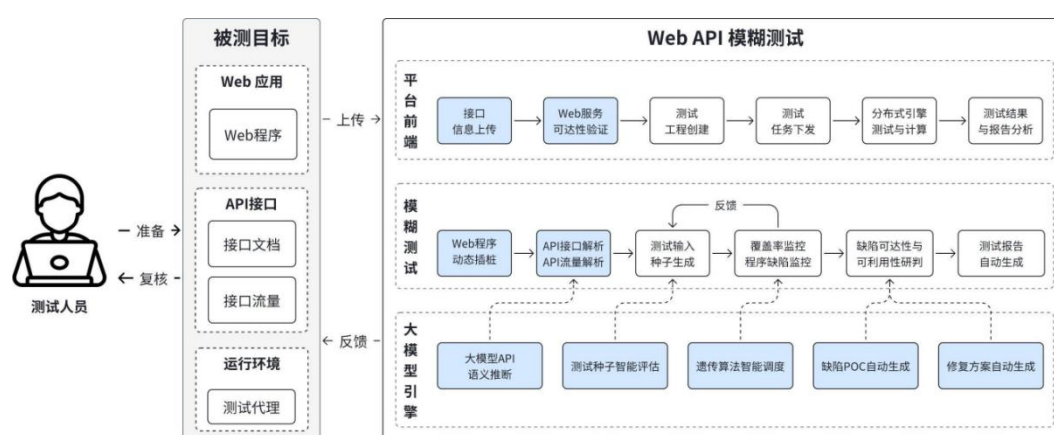 被测目标
Web API 模糊测试
Web 应用
Web程序
API接口
接口文档
接口流量
运行环境
测试代理
测试人员
准备
复核
上传
反馈
平台前端
接口
信息上传
Web服务
可达性验证
测试
工程创建
测试
任务下发
分布式引擎
测试与计算
测试结果
与报告分析
模糊测试
反馈
Web程序
动态插桩
API接口解析
API流量解析
测试输入
种子生成
覆盖率监控
程序缺陷监控
缺陷可达性与
可利用性研判
测试报告
自动生成
大模型引擎
大模型API
语义推断
测试种子智能评估
遗传算法智能调度
缺陷POC自动生成
修复方案自动生成